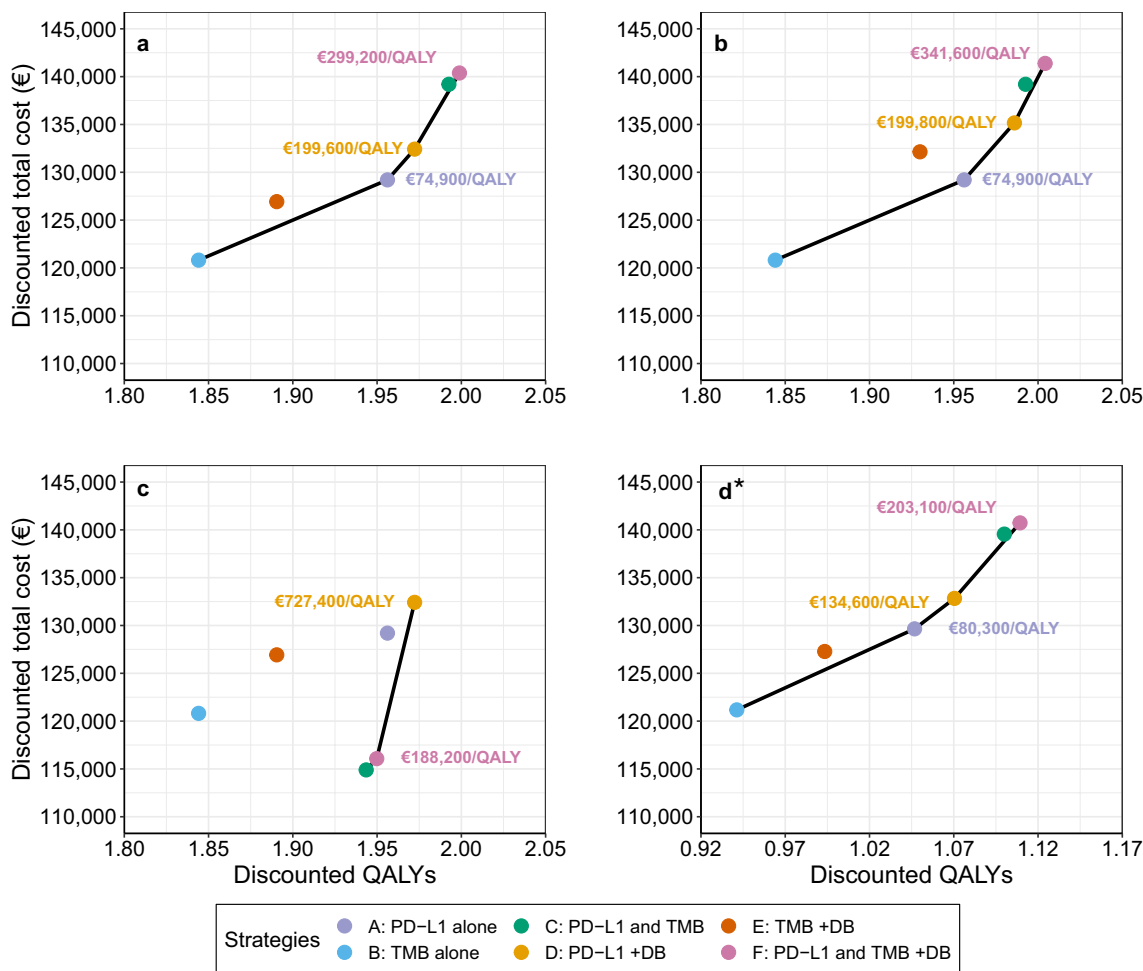 a
Discounted total cost (€)
145,000
140,000
135,000
130,000
125,000
120,000
115,000
110,000
€299,200/QALY
€199,600/QALY
€74,900/QALY
1.80
1.85
1.90
1.95
2.00
2.05
b
145,000
140,000
135,000
130,000
125,000
120,000
115,000
110,000
€341,600/QALY
€199,800/QALY
€74,900/QALY
1.80
1.85
1.90
1.95
2.00
2.05
c
Discounted total cost (€)
145,000
140,000
135,000
130,000
125,000
120,000
115,000
110,000
€727,400/QALY
€188,200/QALY
1.80
1.85
1.90
1.95
2.00
2.05
Discounted QALYs
d*
145,000
140,000
135,000
130,000
125,000
120,000
115,000
110,000
€203,100/QALY
€134,600/QALY
€80,300/QALY
0.92
0.97
1.02
1.07
1.12
1.17
Discounted QALYs
Strategies
A: PD−L1 alone
B: TMB alone
C: PD−L1 and TMB
D: PD−L1 +DB
E: TMB +DB
F: PD−L1 and TMB +DB